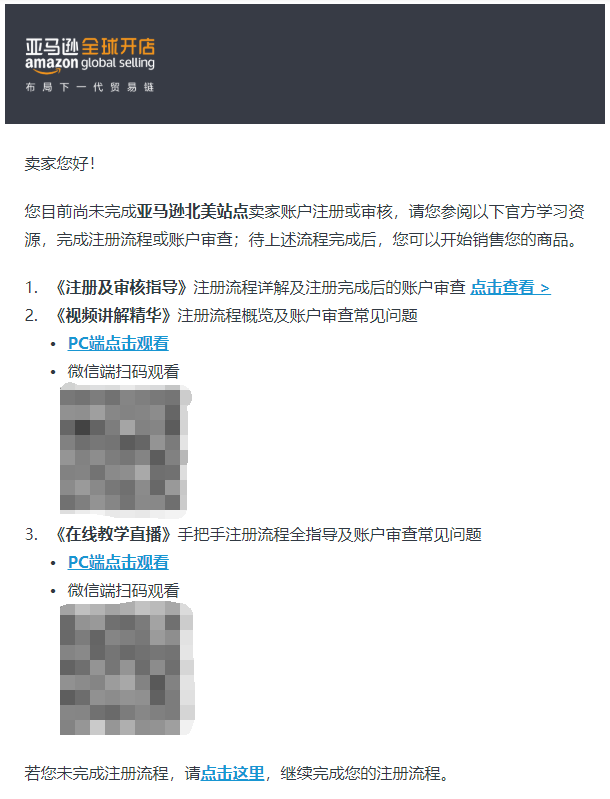 亚马逊全球开店
amazon global selling
布局下一代贸易链
卖家您好！
您目前尚未完成亚马逊北美站点卖家账户注册或审核，请您参阅以下官方学习资
源，完成注册流程或账户审查；待上述流程完成后，您可以开始销售您的商品。
1. 《注册及审核指导》注册流程详解及注册完成后的账户审查 点击查看 >
2. 《视频讲解精华》注册流程概览及账户审查常见问题
• PC端点击观看
• 微信端扫码观看
3. 《在线教学直播》手把手注册流程全指导及账户审查常见问题
• PC端点击观看
• 微信端扫码观看
若您未完成注册流程，请点击这里，继续完成您的注册流程。